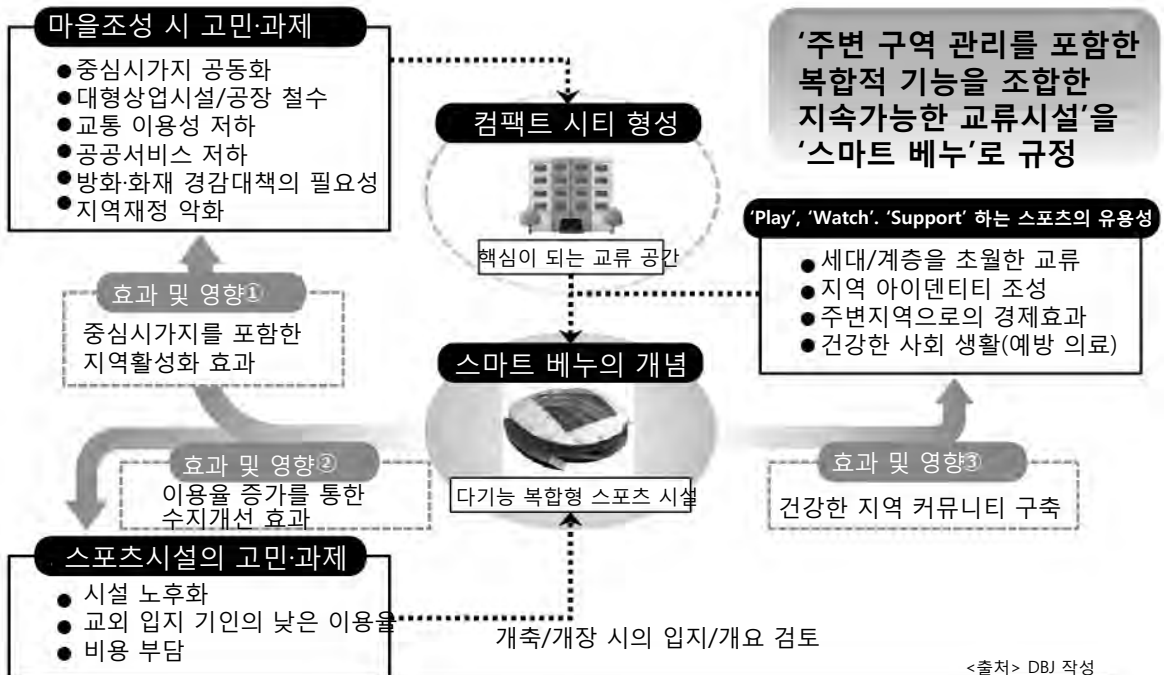 마을조성 시 고민·과제
●중심시가지 공동화
●대형상업시설/공장 철수
●교통 이용성 저하
●공공서비스 저하
●방화·화재 경감대책의 필요성
●지역재정 악화
컴팩트 시티 형성
핵심이 되는 교류 공간
'주변 구역 관리를 포함한
복합적 기능을 조합한
지속가능한 교류시설'을
'스마트 베뉴'로 규정
'Play', 'Watch'. 'Support' 하는 스포츠의 유용성
●세대/계층을 초월한 교류
●지역 아이덴티티 조성
●주변지역으로의 경제효과
●건강한 사회 생활(예방 의료)
효과 및 영향①
중심시가지를 포함한
지역활성화 효과
스마트 베뉴의 개념
다기능 복합형 스포츠 시설
효과 및 영향②
이용율 증가를 통한
수지개선 효과
효과 및 영향③
건강한 지역 커뮤니티 구축
스포츠시설의 고민·과제
● 시설 노후화
● 교외 입지 기인의 낮은 이용율
● 비용 부담
개축/개장 시의 입지/개요 검토
<출처> DBJ 작성